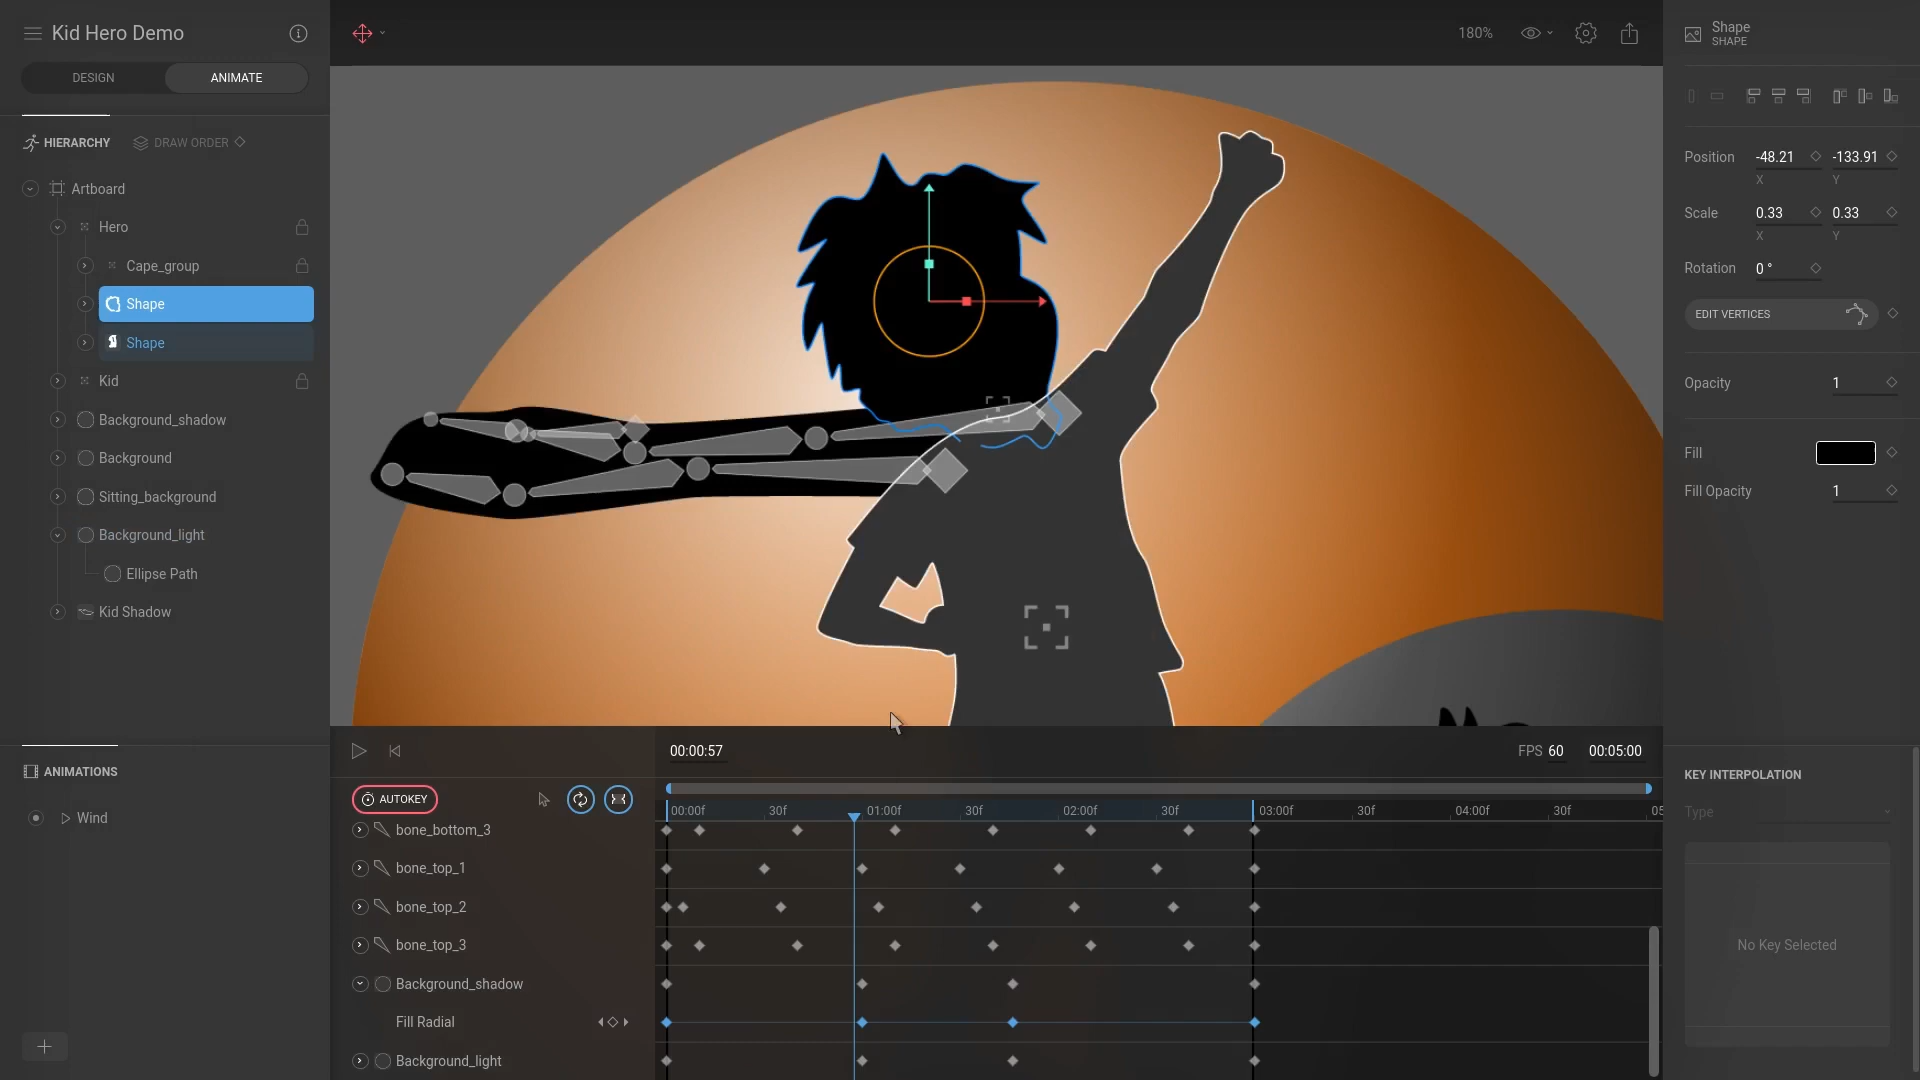 Kid Hero Demo
DESIGN ANIMATE
HIERARCHY DRAW ORDER
Artboard
Hero
Cape_group
Shape
Shape
Kid
Background_shadow
Background
Sitting_background
Background_light
Ellipse Path
Kid Shadow
ANIMATIONS
Wind
180%
00:00:57 FPS 60 00:05:00
AUTOKEY
00:00f 30f 01:00f 30f 02:00f 30f 03:00f 30f 04:00f 30f 05
bone_bottom_3
bone_top_1
bone_top_2
bone_top_3
Background_shadow
Fill Radial
Background_light
Shape
SHAPE
Position -48.21 -133.91
X Y
Scale 0.33 0.33
X Y
Rotation 0 °
EDIT VERTICES
Opacity 1
Fill
Fill Opacity 1
KEY INTERPOLATION
Type
No Key Selected